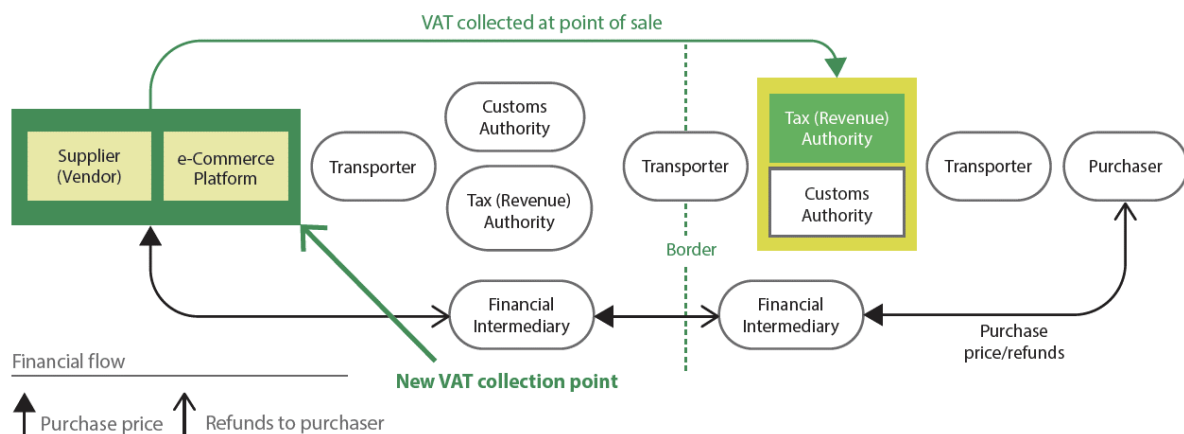 VAT collected at point of sale
Supplier
(Vendor)
e-Commerce
Platform
Transporter
Customs
Authority
Tax (Revenue)
Authority
Transporter
Border
Tax (Revenue)
Authority
Customs
Authority
Transporter
Purchaser
Financial
Intermediary
Financial
Intermediary
Purchase
price/refunds
New VAT collection point
Financial flow
Purchase price
Refunds to purchaser